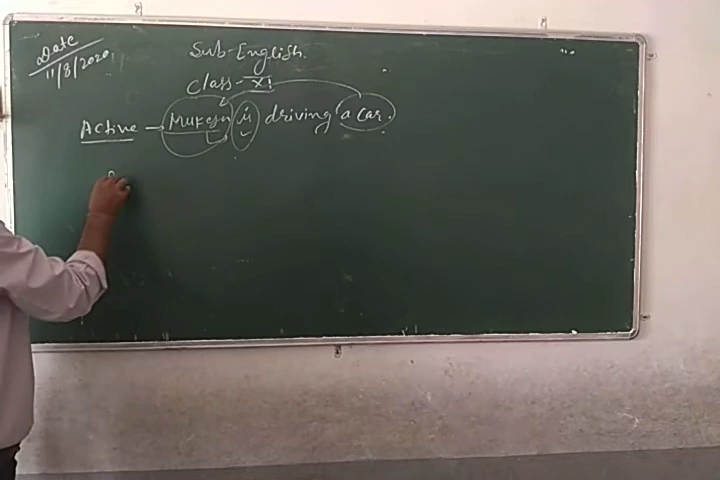 Date
11/8/2020
Sub-English.
Class-XI
Active - Mukesh is driving a car.